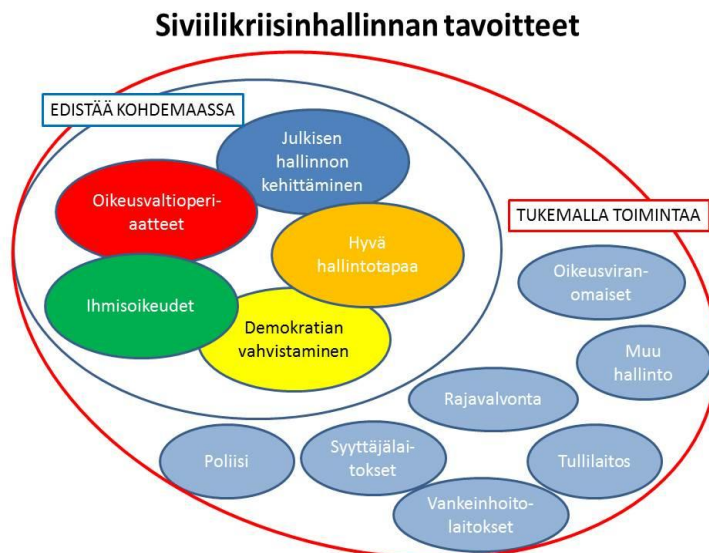 Siviilikriisinhallinnan tavoitteet
EDISTÄÄ KOHDEMAASSA
Julkisen
hallinnon
kehittäminen
Oikeusvaltioperi-
aatteet
Hyvä
hallintotapaa
Ihmisoikeudet
Demokratian
vahvistaminen
TUKEMALLA TOIMINTAA
Oikeusviran-
omaiset
Muu
hallinto
Rajavalvonta
Poliisi
Syyttäjälai-
tokset
Tullilaitos
Vankeinhoito-
laitokset